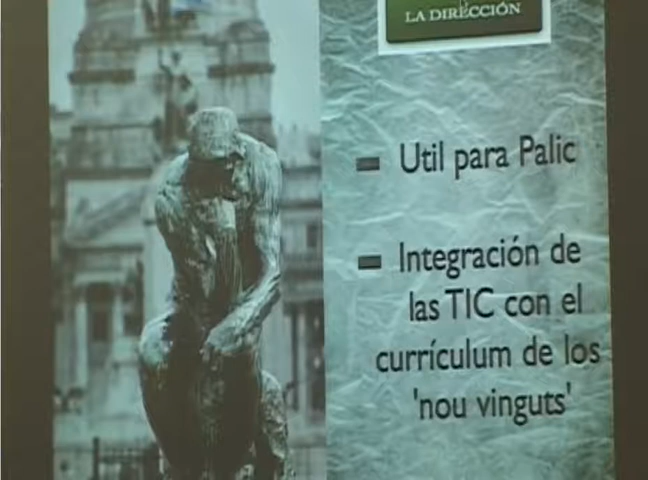 LA DIRECCIÓN
Util para Palic
Integración de
las TIC con el
currículum de los
'nou vinguts'